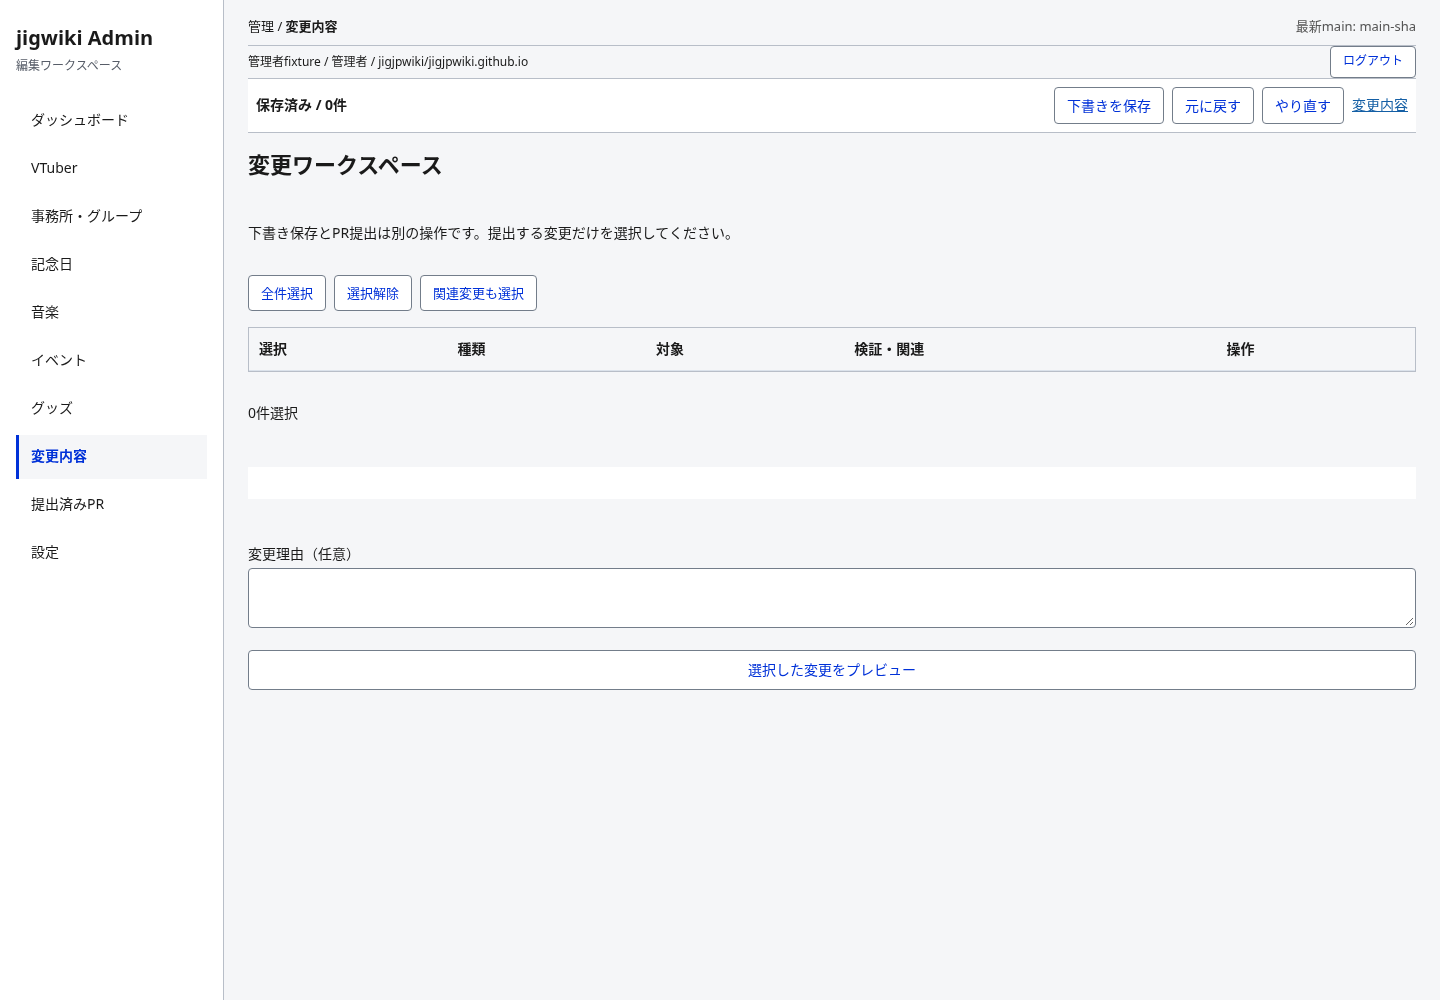 jigwiki Admin
編集ワークスペース
ダッシュボード
VTuber
事務所・グループ
記念日
音楽
イベント
グッズ
変更内容
提出済みPR
設定
管理 / 変更内容
最新main: main-sha
管理者fixture / 管理者 / jigjpwiki/jigjpwiki.github.io
ログアウト
保存済み / 0件
下書きを保存
元に戻す
やり直す
変更内容
変更ワークスペース
下書き保存とPR提出は別の操作です。提出する変更だけを選択してください。
全件選択
選択解除
関連変更も選択
選択 種類 対象 検証・関連 操作
0件選択
変更理由（任意）
選択した変更をプレビュー